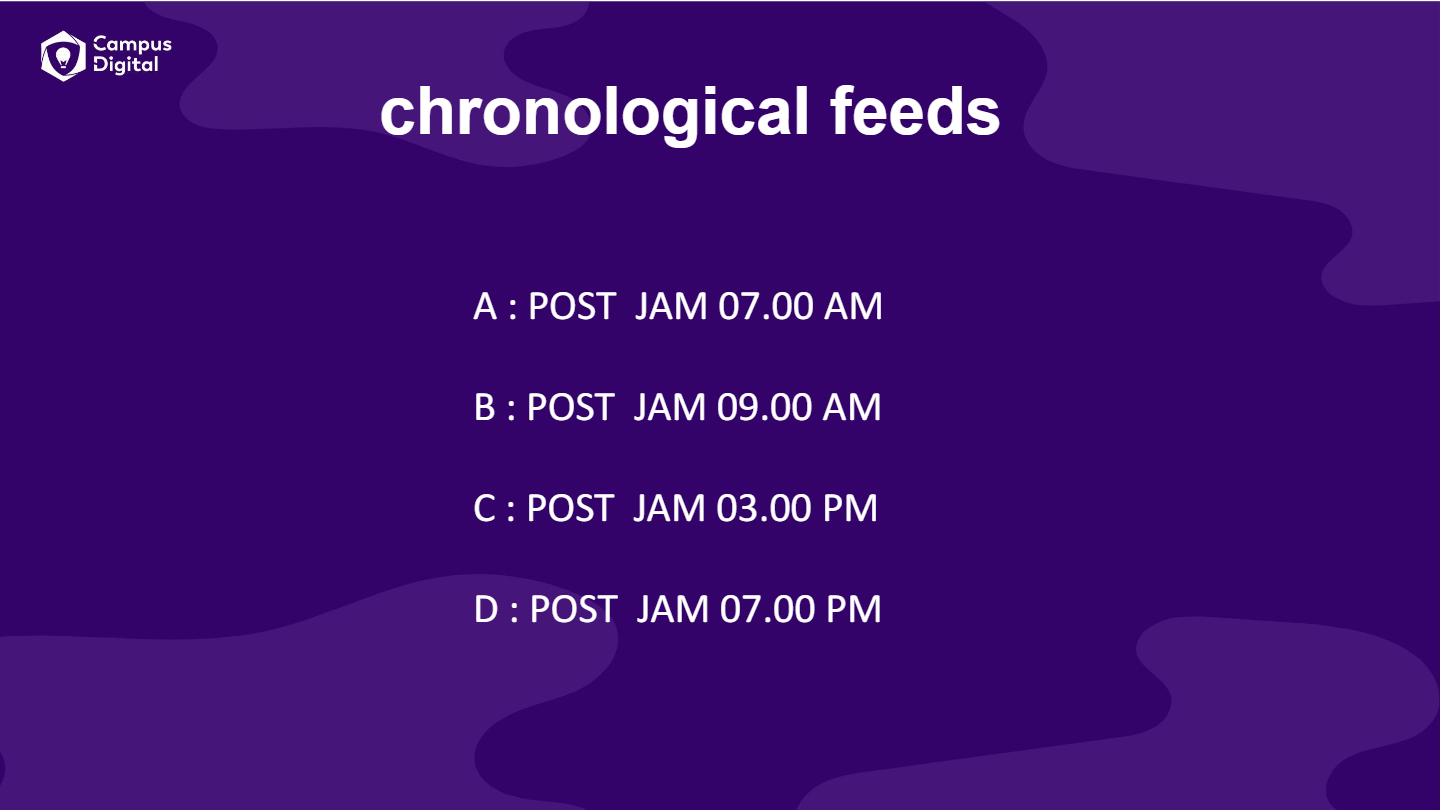 Campus
Digital
chronological feeds
A : POST  JAM 07.00 AM
B : POST  JAM 09.00 AM
C : POST  JAM 03.00 PM
D : POST  JAM 07.00 PM